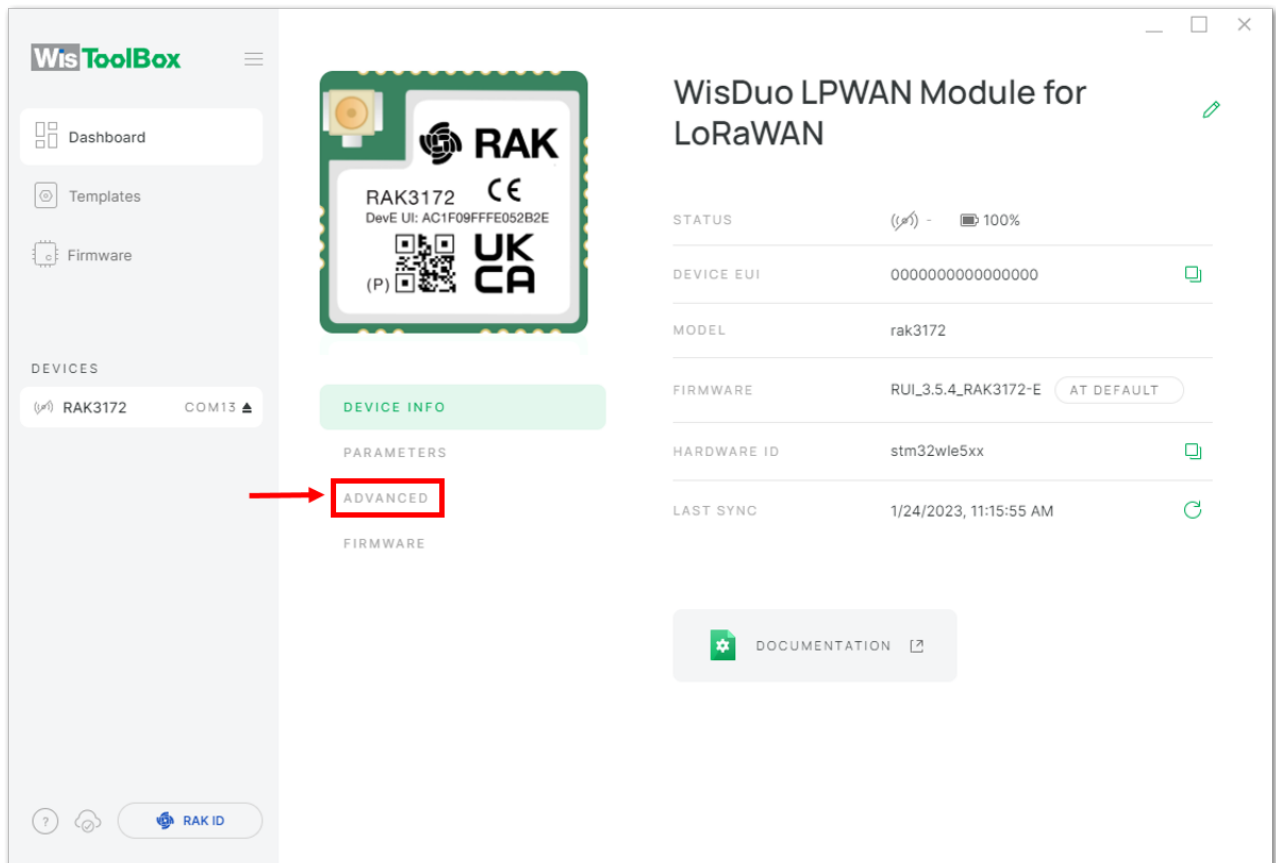 WisToolBox
Dashboard
Templates
Firmware
DEVICES
RAK3172 COM13
RAK ID
RAK
RAK3172 CE
DevE UI: AC1F09FFFE052B2E
UK
CA
(P)
DEVICE INFO
PARAMETERS
ADVANCED
FIRMWARE
WisDuo LPWAN Module for
LoRaWAN
STATUS - 100%
DEVICE EUI 0000000000000000
MODEL rak3172
FIRMWARE RUI_3.5.4_RAK3172-E AT DEFAULT
HARDWARE ID stm32wle5xx
LAST SYNC 1/24/2023, 11:15:55 AM
DOCUMENTATION